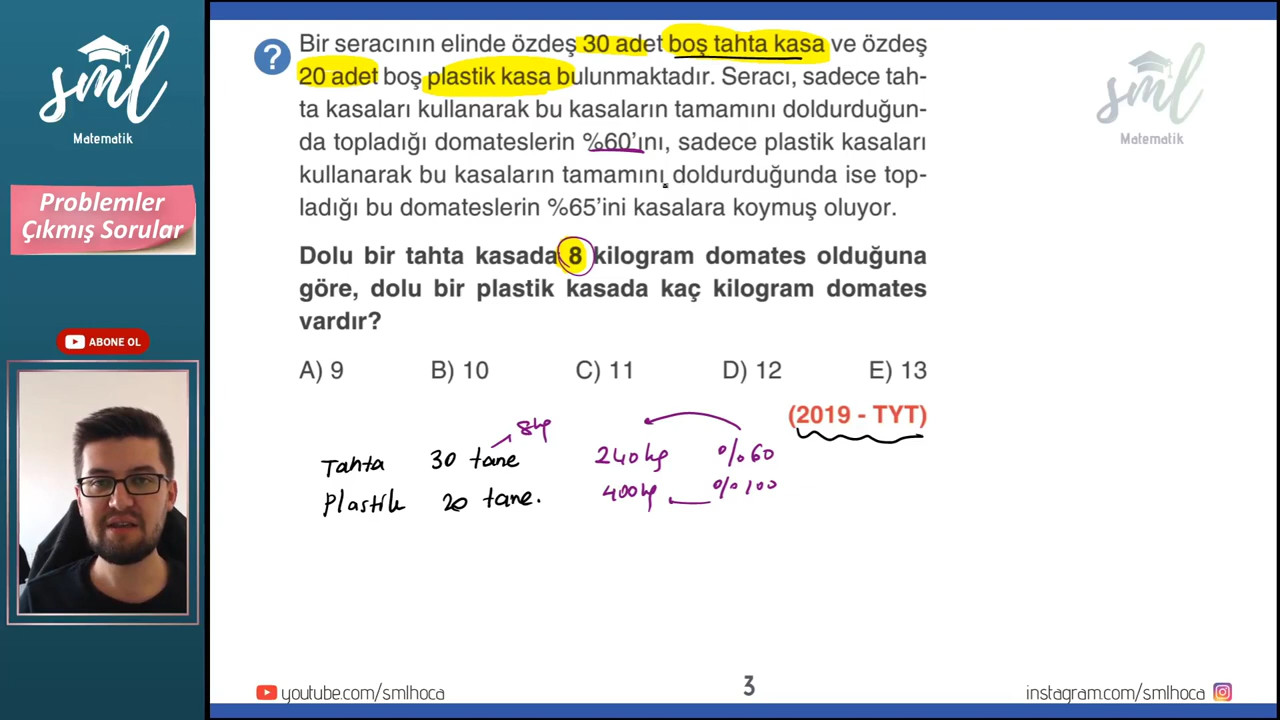 sml
Matematik
Problemler
Çıkmış Sorular
ABONE OL
?
Bir seracının elinde özdeş 30 adet boş tahta kasa ve özdeş
20 adet boş plastik kasa bulunmaktadır. Seracı, sadece tah-
ta kasaları kullanarak bu kasaların tamamını doldurduğun-
da topladığı domateslerin %60'ını, sadece plastik kasaları
kullanarak bu kasaların tamamını doldurduğunda ise top-
ladığı bu domateslerin %65'ini kasalara koymuş oluyor.
Dolu bir tahta kasada 8 kilogram domates olduğuna
göre, dolu bir plastik kasada kaç kilogram domates
vardır?
A) 9 B) 10 C) 11 D) 12 E) 13
(2019 - TYT)
8kg
Tahta 30 tane 240kg %60
Plastik 20 tane. 400kg %100
sml
Matematik
youtube.com/smlhoca
3
instagram.com/smlhoca